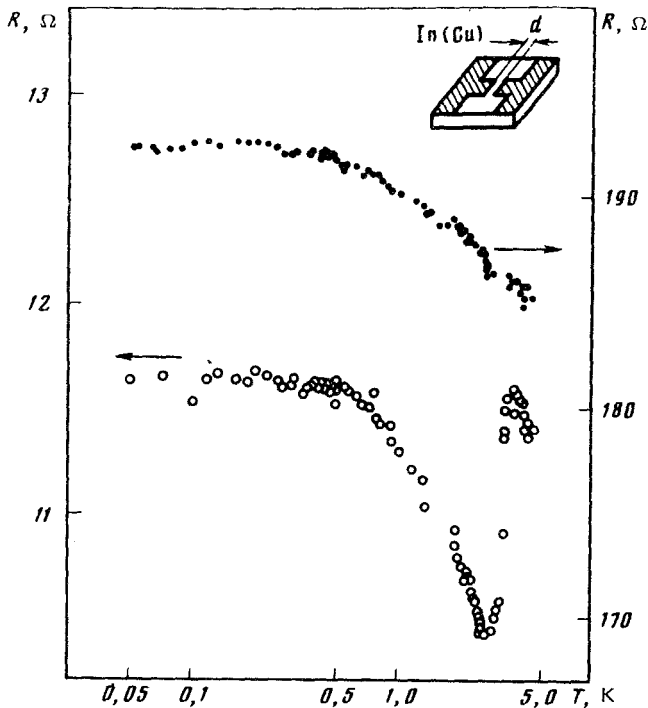 R, Ω
In(Cu)
d
R, Ω
13
12
11
190
180
170
0,05
0,1
0,5
1,0
5,0
T, K